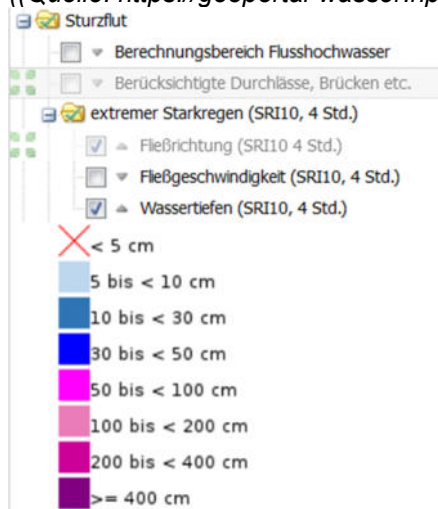 Sturzflut
Berechnungsbereich Flusshochwasser
Berücksichtigte Durchlässe, Brücken etc.
extremer Starkregen (SRI10, 4 Std.)
Fließrichtung (SRI10 4 Std.)
Fließgeschwindigkeit (SRI10, 4 Std.)
Wassertiefen (SRI10, 4 Std.)
< 5 cm
5 bis < 10 cm
10 bis < 30 cm
30 bis < 50 cm
50 bis < 100 cm
100 bis < 200 cm
200 bis < 400 cm
>= 400 cm